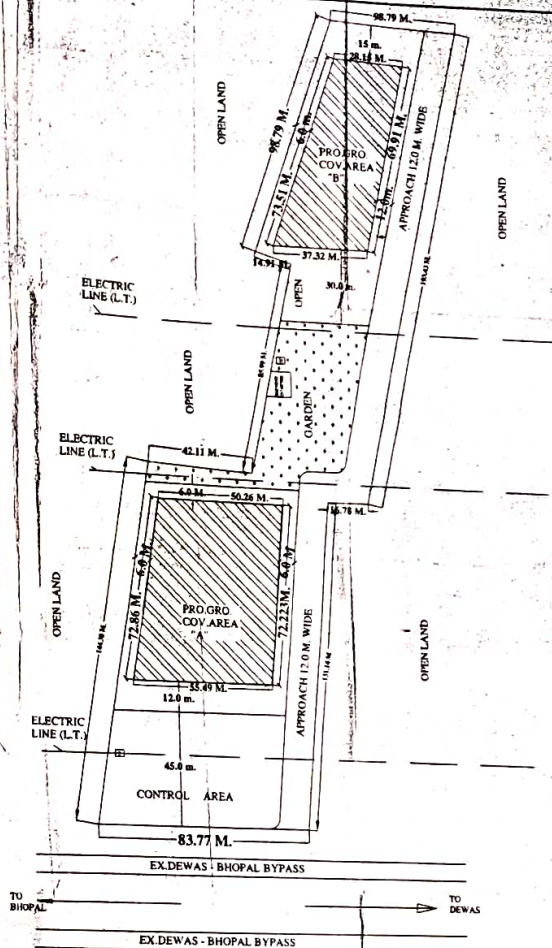 98.79 M.
15 m.
28.15 M.
OPEN LAND
98.79 M.
6.0 m.
69.91 M.
APPROACH 12.0 M. WIDE
PRO.GRO
COV.AREA
"B"
73.51 M.
12.0m.
OPEN LAND
37.32 M.
14.91 M.
30.0 m.
OPEN
ELECTRIC
LINE (L.T.)
OPEN LAND
GARDEN
ELECTRIC
LINE (L.T.)
42.11 M.
6.0 M.
50.26 M.
16.78 M.
6.0 M
6.0 M
OPEN LAND
72.86 M.
PRO.GRO
COV.AREA
"A"
72.223M.
APPROACH 12.0 M. WIDE
OPEN LAND
55.49 M.
12.0 m.
ELECTRIC
LINE (L.T.)
45.0 m.
CONTROL AREA
83.77 M.
EX.DEWAS - BHOPAL BYPASS
TO
BHOPAL
TO
DEWAS
EX.DEWAS - BHOPAL BYPASS